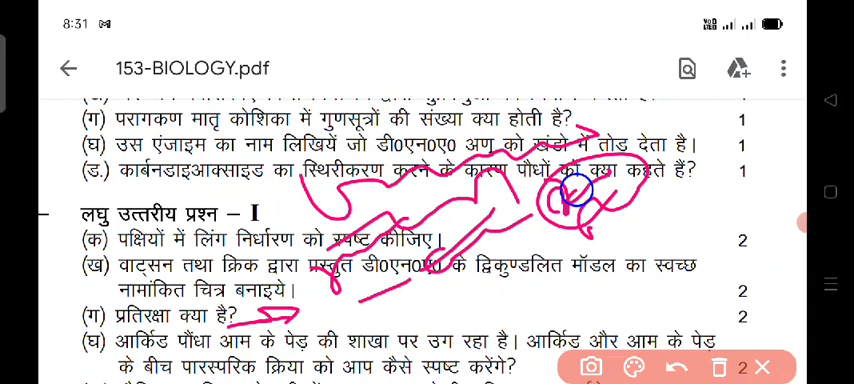 8:31
153-BIOLOGY.pdf
(ग) परागकण मातृ कोशिका में गुणसूत्रों की संख्या क्या होती है? 1
(घ) उस एंजाइम का नाम लिखियें जो डी0एन0ए0 अणु को खंडो में तोड़ देता है। 1
(ड.) कार्बनडाइआक्साइड का स्थिरीकरण करने के कारण पौधों को क्या कहते हैं? 1
लघु उत्तरीय प्रश्न – I
(क) पक्षियों में लिंग निर्धारण को स्पष्ट कीजिए। 2
(ख) वाट्सन तथा क्रिक द्वारा प्रस्तुत डी0एन0ए0 के द्विकुण्डलित मॉडल का स्वच्छ
नामांकित चित्र बनाइये। 2
(ग) प्रतिरक्षा क्या है? 2
(घ) आर्किड पौंधा आम के पेड़ की शाखा पर उग रहा है। आर्किड और आम के पेड़
के बीच पारस्परिक क्रिया को आप कैसे स्पष्ट करेंगे? 2